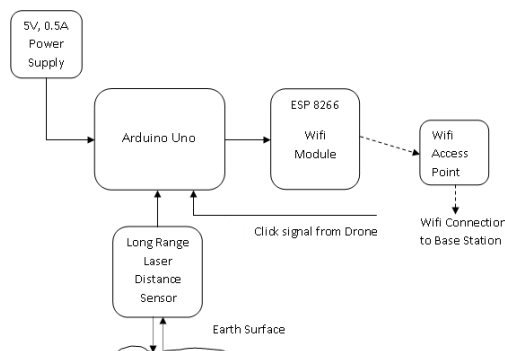 5V, 0.5A
Power
Supply
Arduino Uno
ESP 8266
Wifi
Module
Wifi
Access
Point
Click signal from Drone
Wifi Connection
to Base Station
Long Range
Laser
Distance
Sensor
Earth Surface